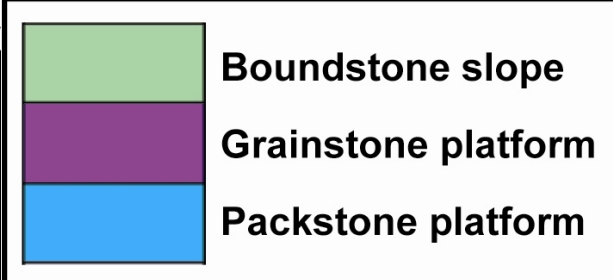 Boundstone slope
Grainstone platform
Packstone platform